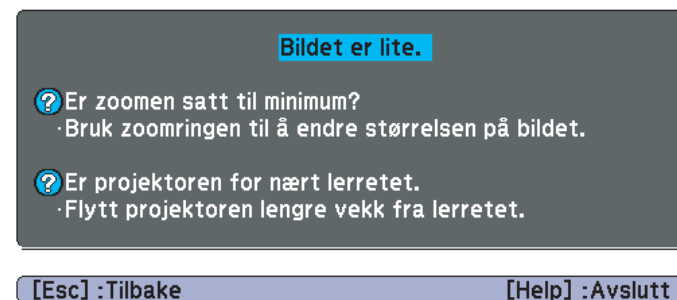 Bildet er lite.
Er zoomen satt til minimum?
·Bruk zoomringen til å endre størrelsen på bildet.
Er projektoren for nært lerretet.
·Flytt projektoren lengre vekk fra lerretet.
[Esc] :Tilbake [Help] :Avslutt